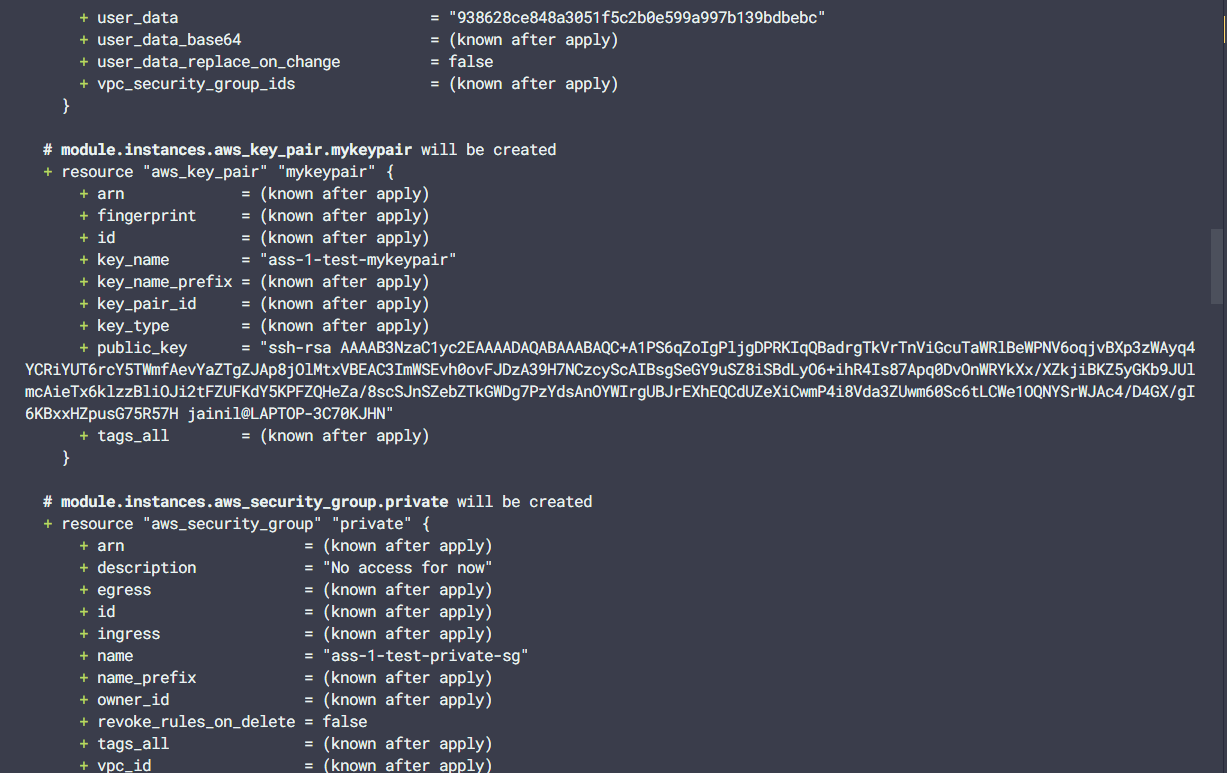 + user_data = "938628ce848a3051f5c2b0e599a997b139bdbebc"
+ user_data_base64 = (known after apply)
+ user_data_replace_on_change = false
+ vpc_security_group_ids = (known after apply)
}
# module.instances.aws_key_pair.mykeypair will be created
+ resource "aws_key_pair" "mykeypair" {
+ arn = (known after apply)
+ fingerprint = (known after apply)
+ id = (known after apply)
+ key_name = "ass-1-test-mykeypair"
+ key_name_prefix = (known after apply)
+ key_pair_id = (known after apply)
+ key_type = (known after apply)
+ public_key = "ssh-rsa AAAAB3NzaC1yc2EAAAADAQABAAABAQC+A1PS6qZoIgPljgDPRKIqQBadrgTkVrTnViGcuTaWRlBeWPNV6oqjvBXp3zWAyq4
YCRiYUT6rcY5TWmfAevYaZTgZJAp8jOlMtxVBEAC3ImWSEvh0ovFJDzA39H7NCzcyScAIBsgSeGY9uSZ8iSBdLyO6+ihR4Is87Apq0DvOnWRYkXx/XZkjiBKZ5yGKb9JUl
mcAieTx6klzzBliOJi2tFZUFKdY5KPFZQHeZa/8scSJnSZebZTkGWDg7PzYdsAnOYWIrgUBJrEXhEQCdUZeXiCwmP4i8Vda3ZUwm60Sc6tLCWe1OQNYSrWJAc4/D4GX/gI
6KBxxHZpusG75R57H jainil@LAPTOP-3C70KJHN"
+ tags_all = (known after apply)
}
# module.instances.aws_security_group.private will be created
+ resource "aws_security_group" "private" {
+ arn = (known after apply)
+ description = "No access for now"
+ egress = (known after apply)
+ id = (known after apply)
+ ingress = (known after apply)
+ name = "ass-1-test-private-sg"
+ name_prefix = (known after apply)
+ owner_id = (known after apply)
+ revoke_rules_on_delete = false
+ tags_all = (known after apply)
+ vpc_id = (known after apply)